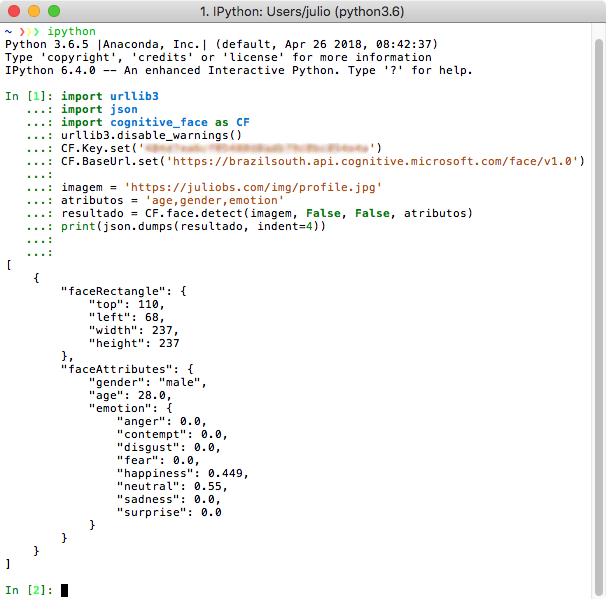 1. IPython: Users/julio (python3.6)
~ ❯❯❯ ipython
Python 3.6.5 |Anaconda, Inc.| (default, Apr 26 2018, 08:42:37)
Type 'copyright', 'credits' or 'license' for more information
IPython 6.4.0 -- An enhanced Interactive Python. Type '?' for help.
In [1]: import urllib3
   ...: import json
   ...: import cognitive_face as CF
   ...: urllib3.disable_warnings()
   ...: CF.Key.set('')
   ...: CF.BaseUrl.set('https://brazilsouth.api.cognitive.microsoft.com/face/v1.0')
   ...:
   ...: imagem = 'https://juliobs.com/img/profile.jpg'
   ...: atributos = 'age,gender,emotion'
   ...: resultado = CF.face.detect(imagem, False, False, atributos)
   ...: print(json.dumps(resultado, indent=4))
   ...:
   ...:
[
    {
        "faceRectangle": {
            "top": 110,
            "left": 68,
            "width": 237,
            "height": 237
        },
        "faceAttributes": {
            "gender": "male",
            "age": 28.0,
            "emotion": {
                "anger": 0.0,
                "contempt": 0.0,
                "disgust": 0.0,
                "fear": 0.0,
                "happiness": 0.449,
                "neutral": 0.55,
                "sadness": 0.0,
                "surprise": 0.0
            }
        }
    }
]
In [2]: